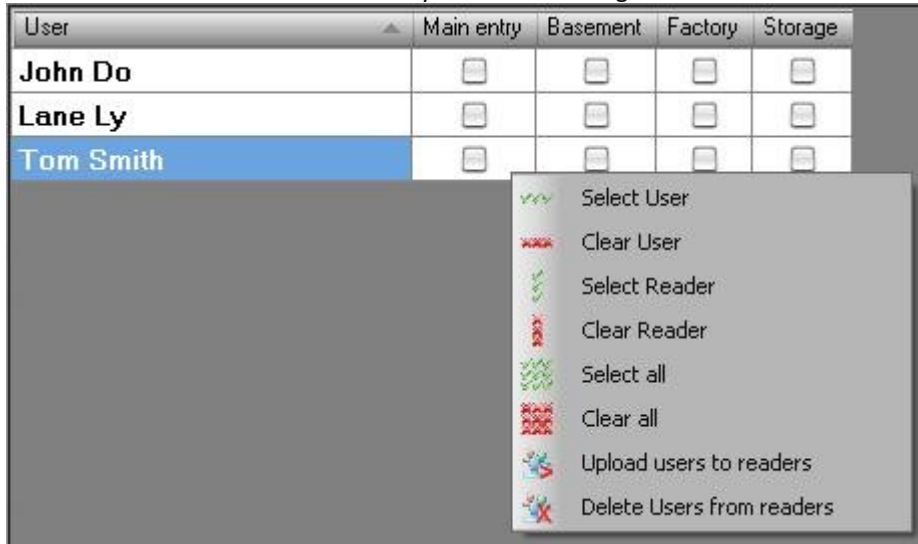 User Main entry Basement Factory Storage
John Do
Lane Ly
Tom Smith
Select User
Clear User
Select Reader
Clear Reader
Select all
Clear all
Upload users to readers
Delete Users from readers